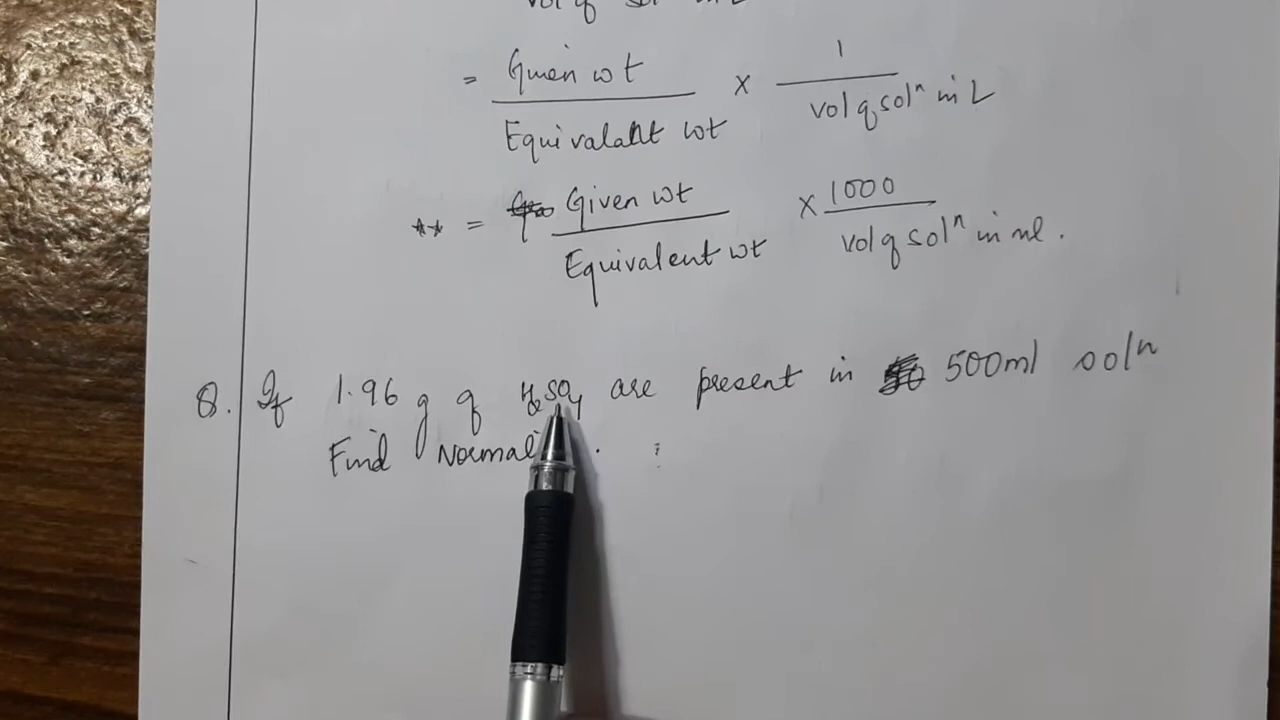 = Given wt / Equivalent wt × 1 / vol of solⁿ in L
** = Given wt / Equivalent wt × 1000 / vol of solⁿ in ml.
Q. If 1.96 g of H₂SO₄ are present in 500ml solⁿ
Find Normal .